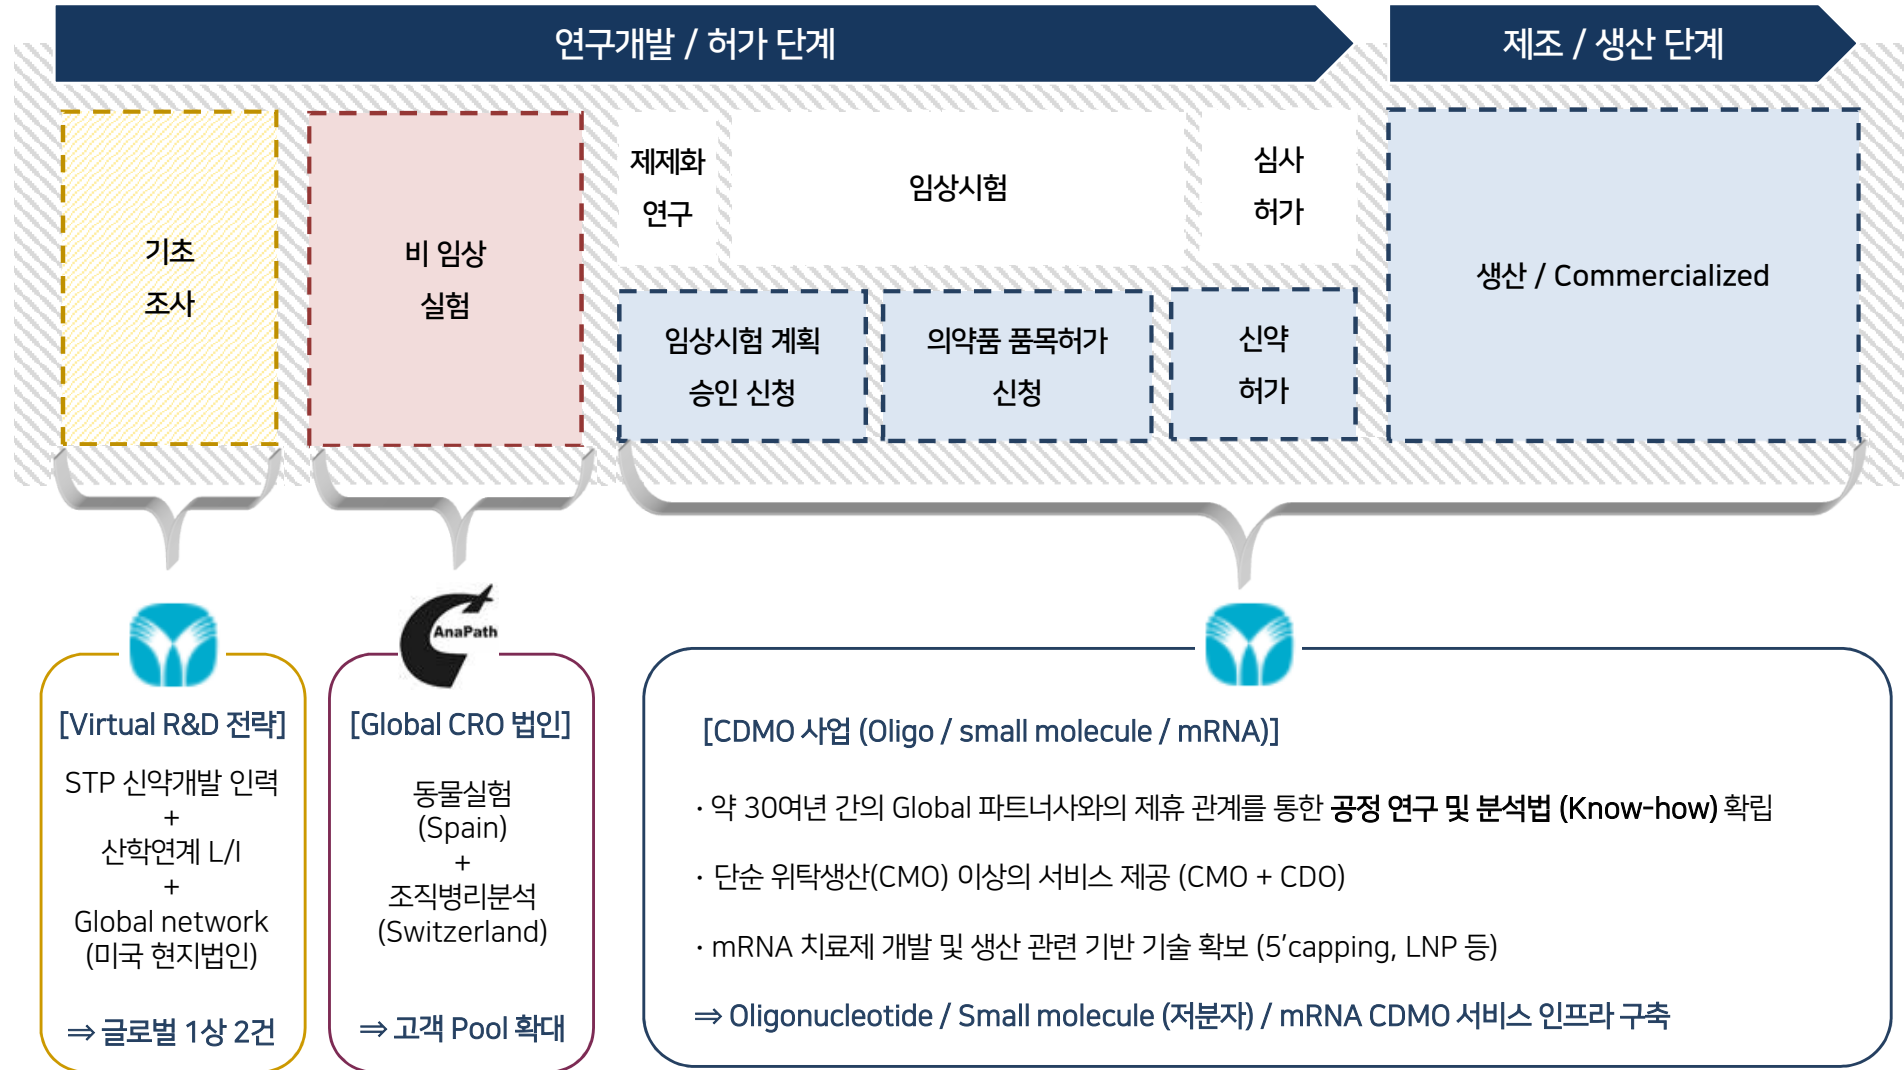 연구개발 / 허가 단계
제조 / 생산 단계
기초
조사
비 임상
실험
제제화
연구
임상시험
심사
허가
임상시험 계획
승인 신청
의약품 품목허가
신청
신약
허가
생산 / Commercialized
[Virtual R&D 전략]
STP 신약개발 인력
+
산학연계 L/I
+
Global network
(미국 현지법인)
⇒ 글로벌 1상 2건
AnaPath
[Global CRO 법인]
동물실험
(Spain)
+
조직병리분석
(Switzerland)
⇒ 고객 Pool 확대
[CDMO 사업 (Oligo / small molecule / mRNA)]
· 약 30여년 간의 Global 파트너사와의 제휴 관계를 통한 공정 연구 및 분석법 (Know-how) 확립
· 단순 위탁생산(CMO) 이상의 서비스 제공 (CMO + CDO)
· mRNA 치료제 개발 및 생산 관련 기반 기술 확보 (5’capping, LNP 등)
⇒ Oligonucleotide / Small molecule (저분자) / mRNA CDMO 서비스 인프라 구축